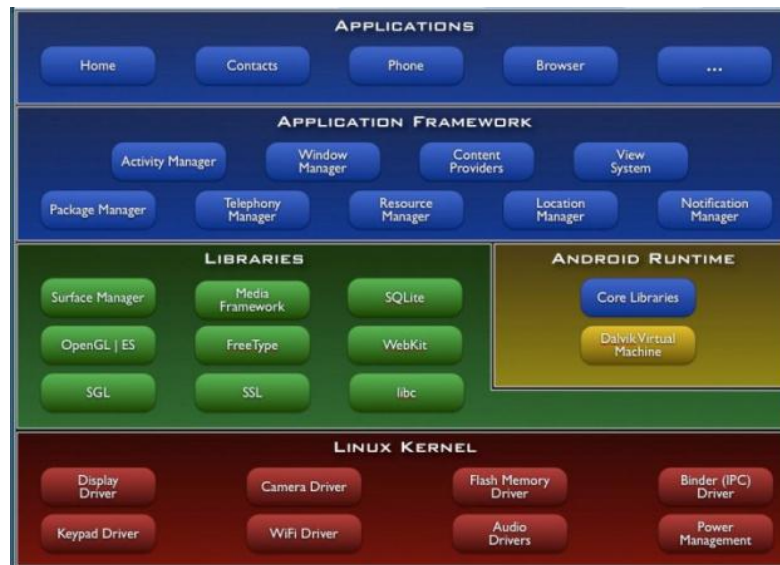 APPLICATIONS
Home
Contacts
Phone
Browser
...
APPLICATION FRAMEWORK
Activity Manager
Window
Manager
Content
Providers
View
System
Package Manager
Telephony
Manager
Resource
Manager
Location
Manager
Notification
Manager
LIBRARIES
Surface Manager
Media
Framework
SQLite
OpenGL | ES
FreeType
WebKit
SGL
SSL
libc
ANDROID RUNTIME
Core Libraries
Dalvik Virtual
Machine
LINUX KERNEL
Display
Driver
Camera Driver
Flash Memory
Driver
Binder (IPC)
Driver
Keypad Driver
WiFi Driver
Audio
Drivers
Power
Management